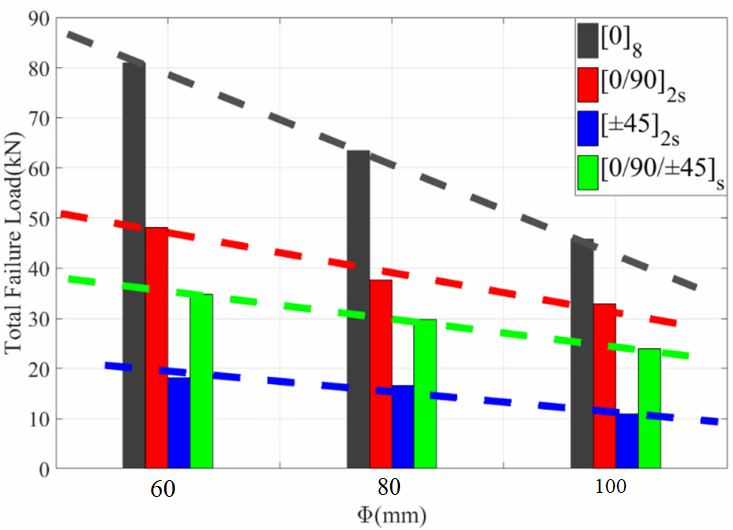 90
80
70
60
50
40
30
20
10
0
Total Failure Load(kN)
[0]₈
[0/90]₂ₛ
[±45]₂ₛ
[0/90/±45]ₛ
60
80
100
Φ(mm)